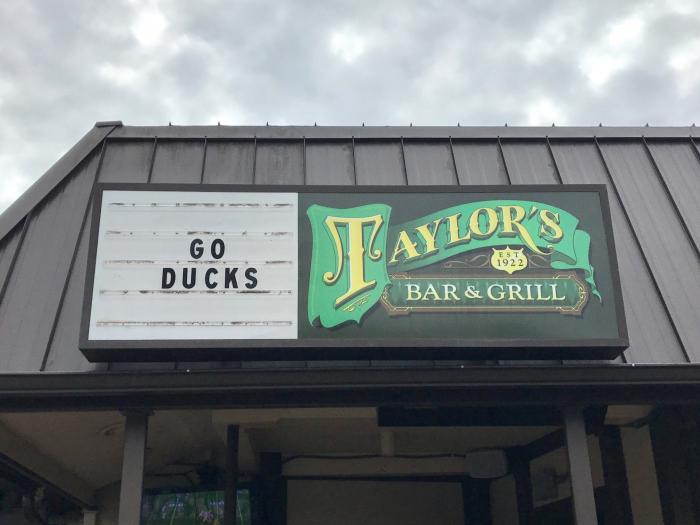 GO
DUCKS
T
TAYLOR'S
EST
1922
BAR & GRILL